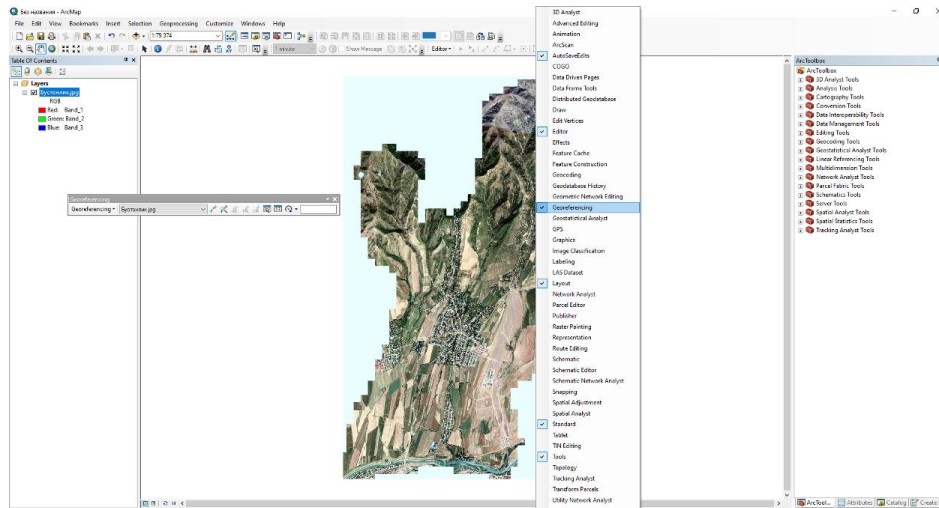 Без названия - ArcMap
File Edit View Bookmarks Insert Selection Geoprocessing Customize Windows Help
1:79 374
1 minute
Show Message
Editor
Table Of Contents
Layers
Бустонлик.jpg
RGB
Red: Band_1
Green: Band_2
Blue: Band_3
Georeferencing
Georeferencing Бустонлик.jpg
3D Analyst
Advanced Editing
Animation
ArcScan
AutoSaveEdits
COGO
Data Driven Pages
Data Frame Tools
Distributed Geodatabase
Draw
Edit Vertices
Editor
Effects
Feature Cache
Feature Construction
Geocoding
Geodatabase History
Geometric Network Editing
Georeferencing
Geostatistical Analyst
GPS
Graphics
Image Classification
Labeling
LAS Dataset
Layout
Network Analyst
Parcel Editor
Publisher
Raster Painting
Representation
Route Editing
Schematic
Schematic Editor
Schematic Network Analyst
Snapping
Spatial Adjustment
Spatial Analyst
Standard
Tablet
TIN Editing
Tools
Topology
Tracking Analyst
Transform Parcels
Utility Network Analyst
ArcToolbox
ArcToolbox
3D Analyst Tools
Analysis Tools
Cartography Tools
Conversion Tools
Data Interoperability Tools
Data Management Tools
Editing Tools
Geocoding Tools
Geostatistical Analyst Tools
Linear Referencing Tools
Multidimension Tools
Network Analyst Tools
Parcel Fabric Tools
Schematics Tools
Server Tools
Spatial Analyst Tools
Spatial Statistics Tools
Tracking Analyst Tools
ArcTool... Attributes Catalog Create